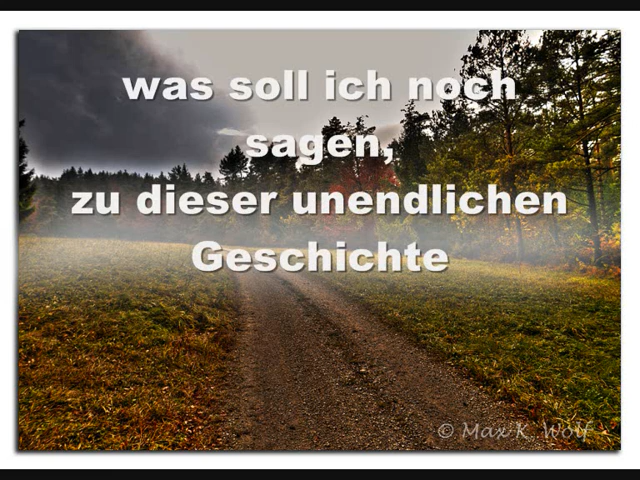 was soll ich noch
sagen,
zu dieser unendlichen
Geschichte
© Max K. Wolf